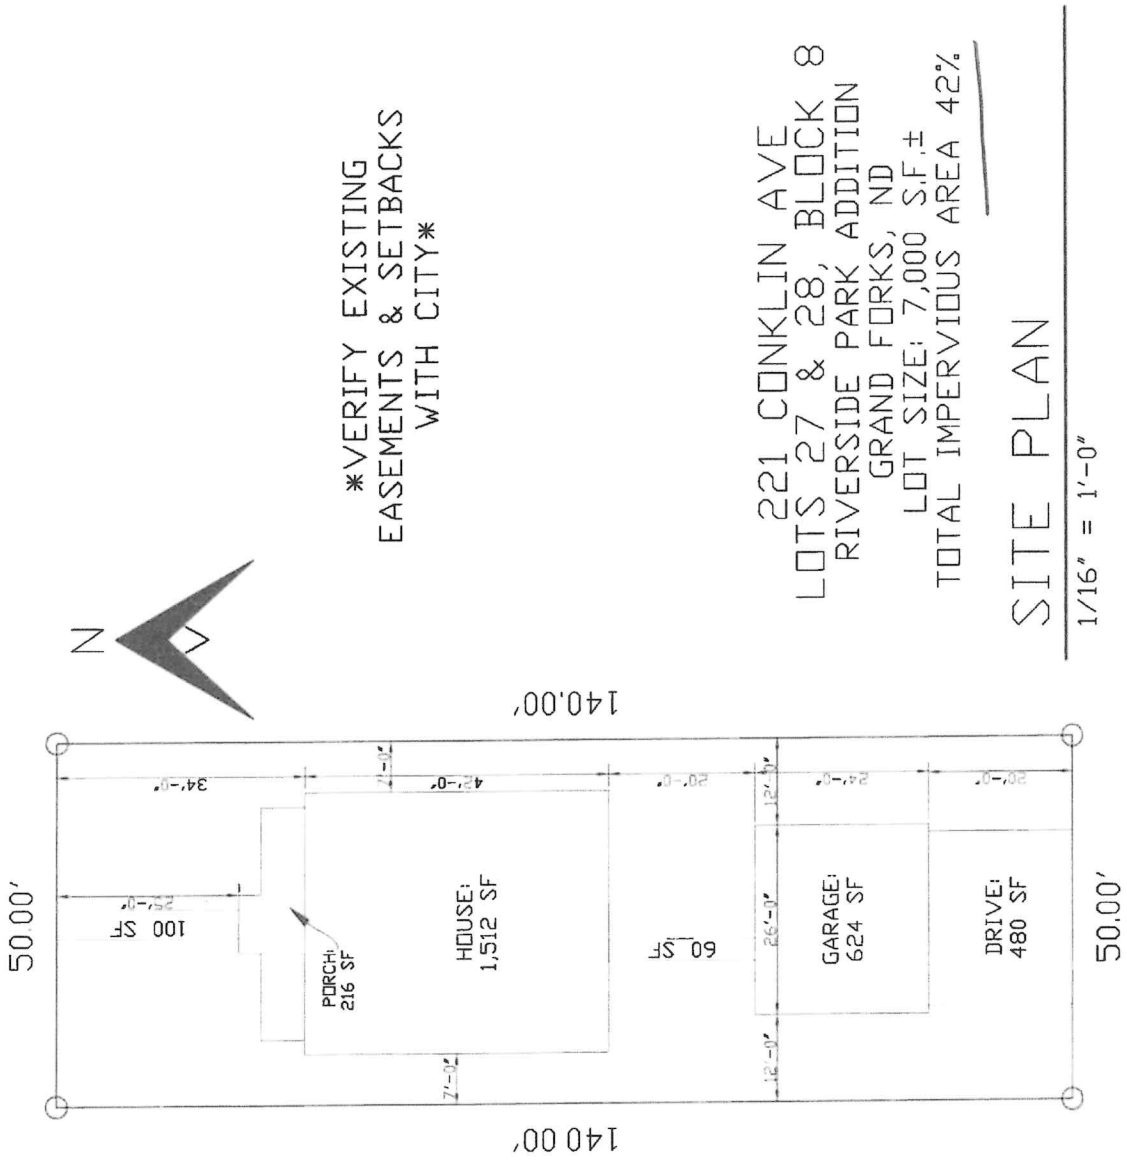 N
*VERIFY EXISTING
EASEMENTS & SETBACKS
WITH CITY*
221 CONKLIN AVE
LOTS 27 & 28, BLOCK 8
RIVERSIDE PARK ADDITION
GRAND FORKS, ND
LOT SIZE: 7,000 S.F.±
TOTAL IMPERVIOUS AREA 42%
SITE PLAN
1/16" = 1'-0"
50.00'
140.00'
140.00'
50.00'
34'-0"
25'-0"
100 SF
PORCH:
216 SF
7'-0"
42'-0"
HOUSE:
1,512 SF
7'-0"
20'-0"
60 SF
12'-0"
26'-0"
12'-0"
24'-0"
GARAGE:
624 SF
20'-0"
DRIVE:
480 SF